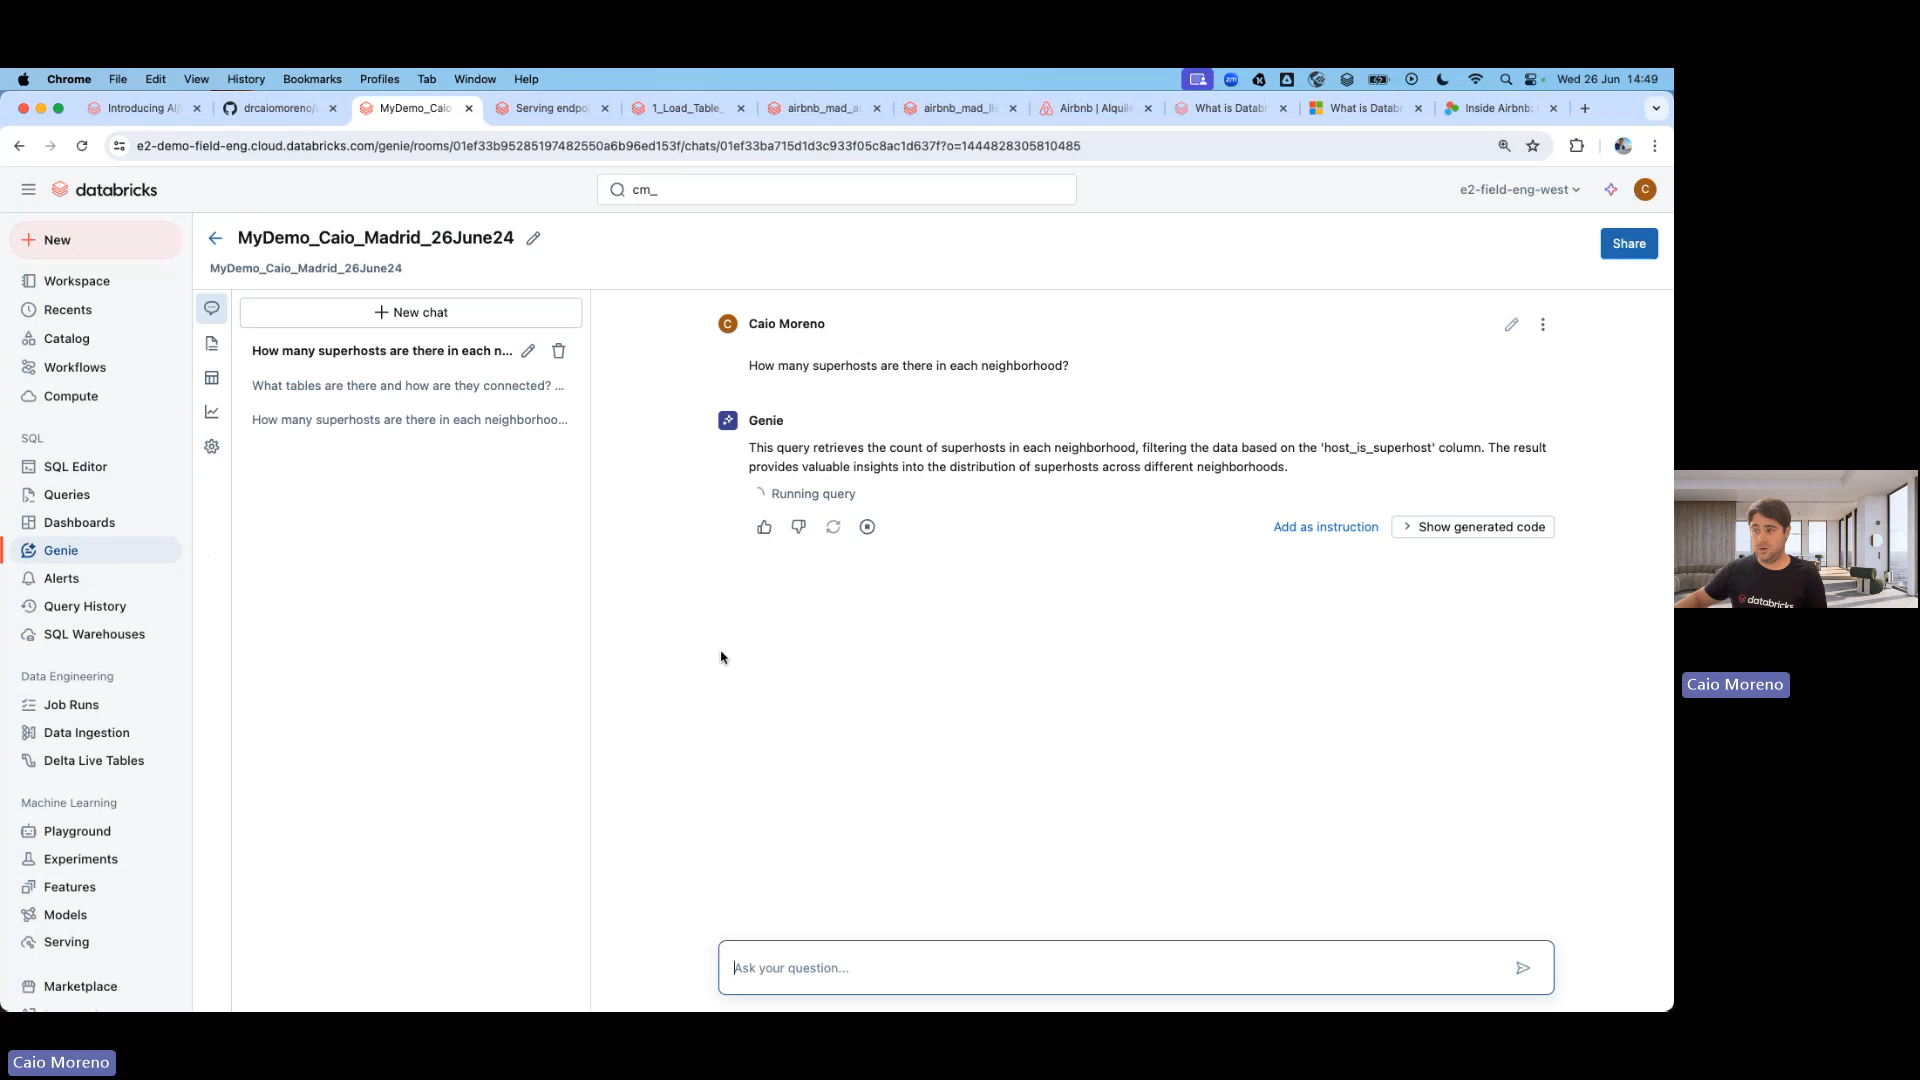 Chrome File Edit View History Bookmarks Profiles Tab Window Help
zm
Wed 26 Jun 14:49
Introducing AI/
drcaiomoreno/
MyDemo_Caio_
Serving endpo
1_Load_Table_
airbnb_mad_a
airbnb_mad_li
Airbnb | Alquile
What is Databr
What is Databr
Inside Airbnb:
e2-demo-field-eng.cloud.databricks.com/genie/rooms/01ef33b95285197482550a6b96ed153f/chats/01ef33ba715d1d3c933f05c8ac1d637f?o=1444828305810485
databricks
cm_
e2-field-eng-west
C
New
Workspace
Recents
Catalog
Workflows
Compute
SQL
SQL Editor
Queries
Dashboards
Genie
Alerts
Query History
SQL Warehouses
Data Engineering
Job Runs
Data Ingestion
Delta Live Tables
Machine Learning
Playground
Experiments
Features
Models
Serving
Marketplace
MyDemo_Caio_Madrid_26June24
MyDemo_Caio_Madrid_26June24
Share
New chat
How many superhosts are there in each n...
What tables are there and how are they connected? ...
How many superhosts are there in each neighborhoo...
C
Caio Moreno
How many superhosts are there in each neighborhood?
Genie
This query retrieves the count of superhosts in each neighborhood, filtering the data based on the 'host_is_superhost' column. The result
provides valuable insights into the distribution of superhosts across different neighborhoods.
Running query
Add as instruction
Show generated code
Ask your question...
databricks
Caio Moreno
Caio Moreno